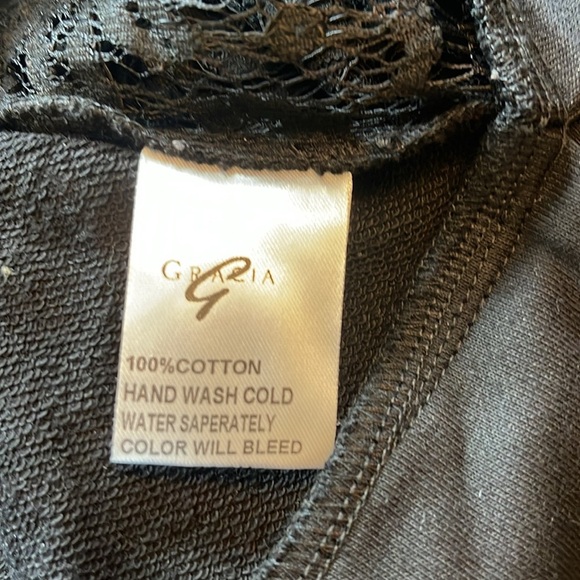 GRAZIA
G
100%COTTON
HAND WASH COLD
WATER SAPERATELY
COLOR WILL BLEED